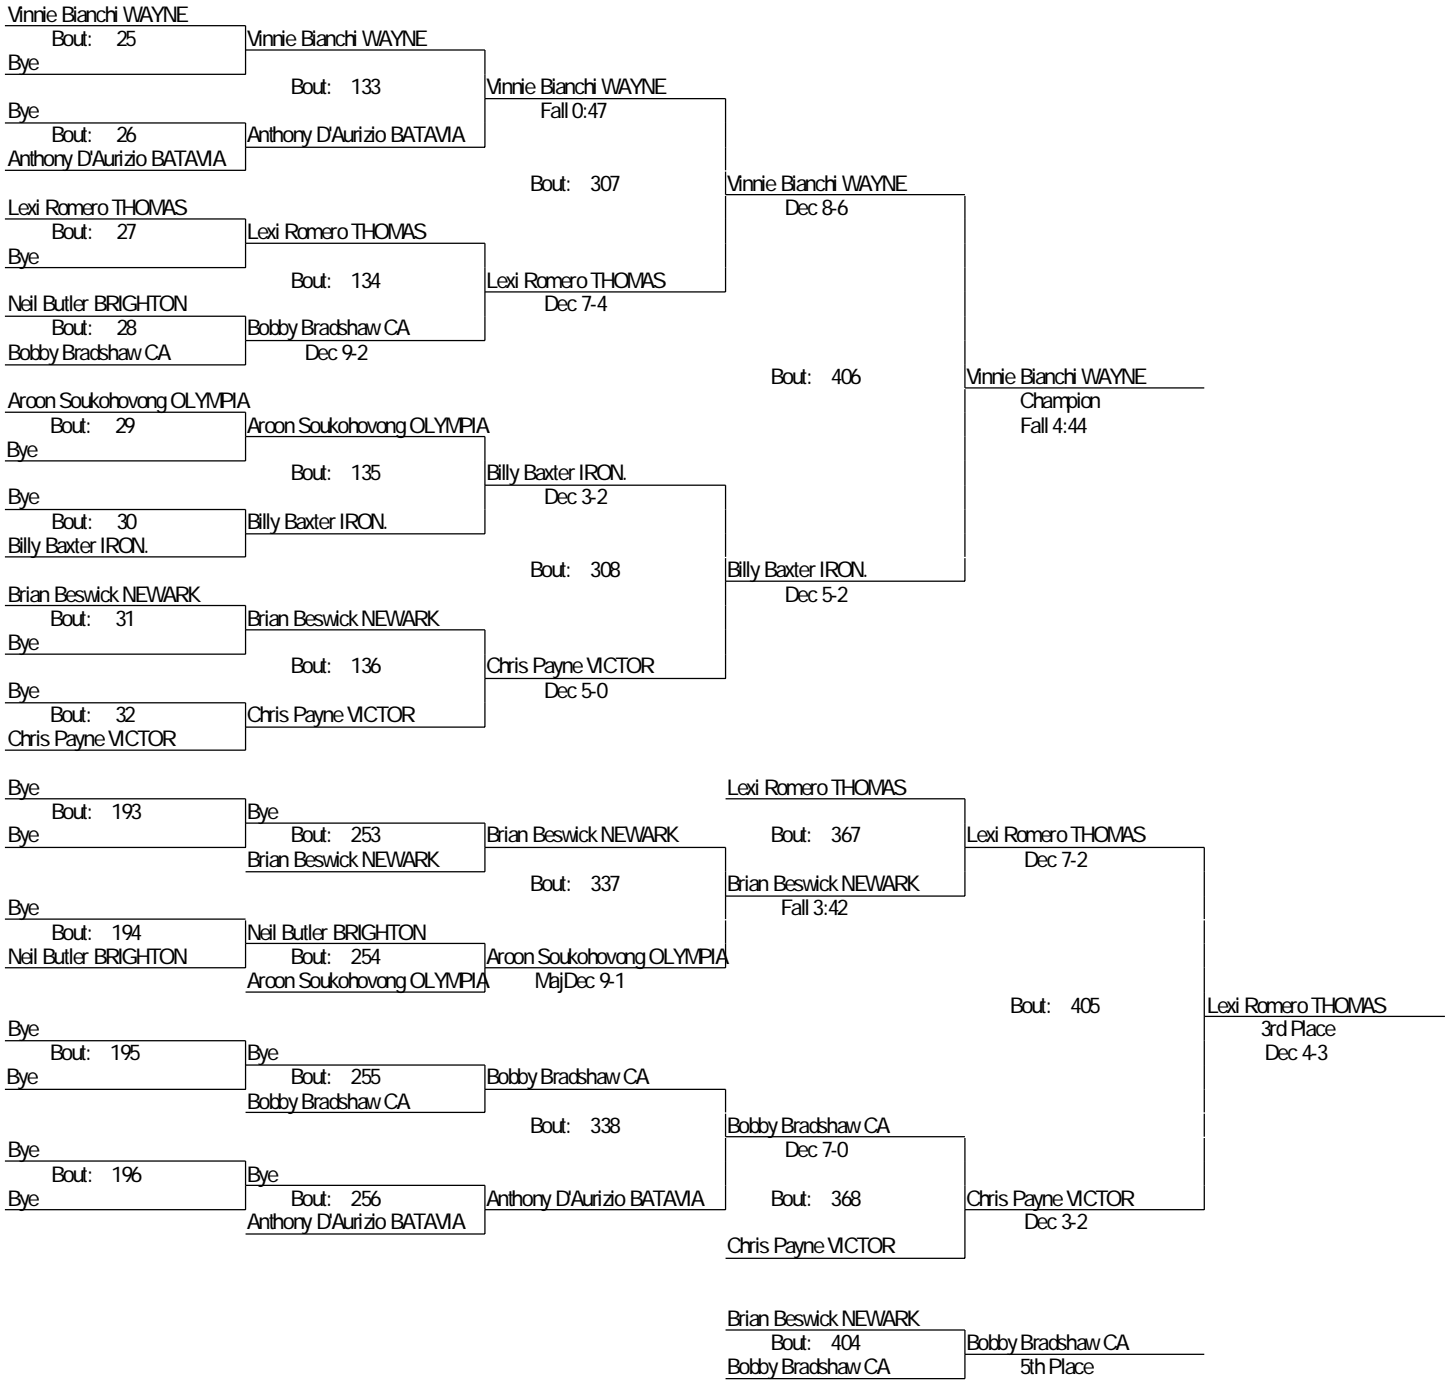 Vinnie Bianchi WAYNE
Bout: 25
Vinnie Bianchi WAYNE
Bye
Bout: 133
Vinnie Bianchi WAYNE
Fall 0:47
Bye
Bout: 26
Anthony D'Aurizio BATAVIA
Anthony D'Aurizio BATAVIA
Bout: 307
Vinnie Bianchi WAYNE
Dec 8-6
Lexi Romero THOMAS
Bout: 27
Lexi Romero THOMAS
Bye
Bout: 134
Lexi Romero THOMAS
Dec 7-4
Neil Butler BRIGHTON
Bout: 28
Bobby Bradshaw CA
Dec 9-2
Bobby Bradshaw CA
Bout: 406
Vinnie Bianchi WAYNE
Champion
Fall 4:44
Aroon Soukohovong OLYMPIA
Bout: 29
Aroon Soukohovong OLYMPIA
Bye
Bout: 135
Billy Baxter IRON.
Dec 3-2
Bye
Bout: 30
Billy Baxter IRON.
Billy Baxter IRON.
Bout: 308
Billy Baxter IRON.
Dec 5-2
Brian Beswick NEWARK
Bout: 31
Brian Beswick NEWARK
Bye
Bout: 136
Chris Payne VICTOR
Dec 5-0
Bye
Bout: 32
Chris Payne VICTOR
Chris Payne VICTOR
Bye
Bout: 193
Bye
Bye
Bout: 253
Brian Beswick NEWARK
Brian Beswick NEWARK
Lexi Romero THOMAS
Bout: 367
Lexi Romero THOMAS
Dec 7-2
Bout: 337
Brian Beswick NEWARK
Fall 3:42
Bye
Bout: 194
Neil Butler BRIGHTON
Neil Butler BRIGHTON
Bout: 254
Aroon Soukohovong OLYMPIA
Aroon Soukohovong OLYMPIA
MajDec 9-1
Bout: 405
Lexi Romero THOMAS
3rd Place
Dec 4-3
Bye
Bout: 195
Bye
Bye
Bout: 255
Bobby Bradshaw CA
Bobby Bradshaw CA
Bout: 338
Bobby Bradshaw CA
Dec 7-0
Bye
Bout: 196
Bye
Bye
Bout: 256
Anthony D'Aurizio BATAVIA
Anthony D'Aurizio BATAVIA
Bout: 368
Chris Payne VICTOR
Dec 3-2
Chris Payne VICTOR
Brian Beswick NEWARK
Bout: 404
Bobby Bradshaw CA
Bobby Bradshaw CA
5th Place